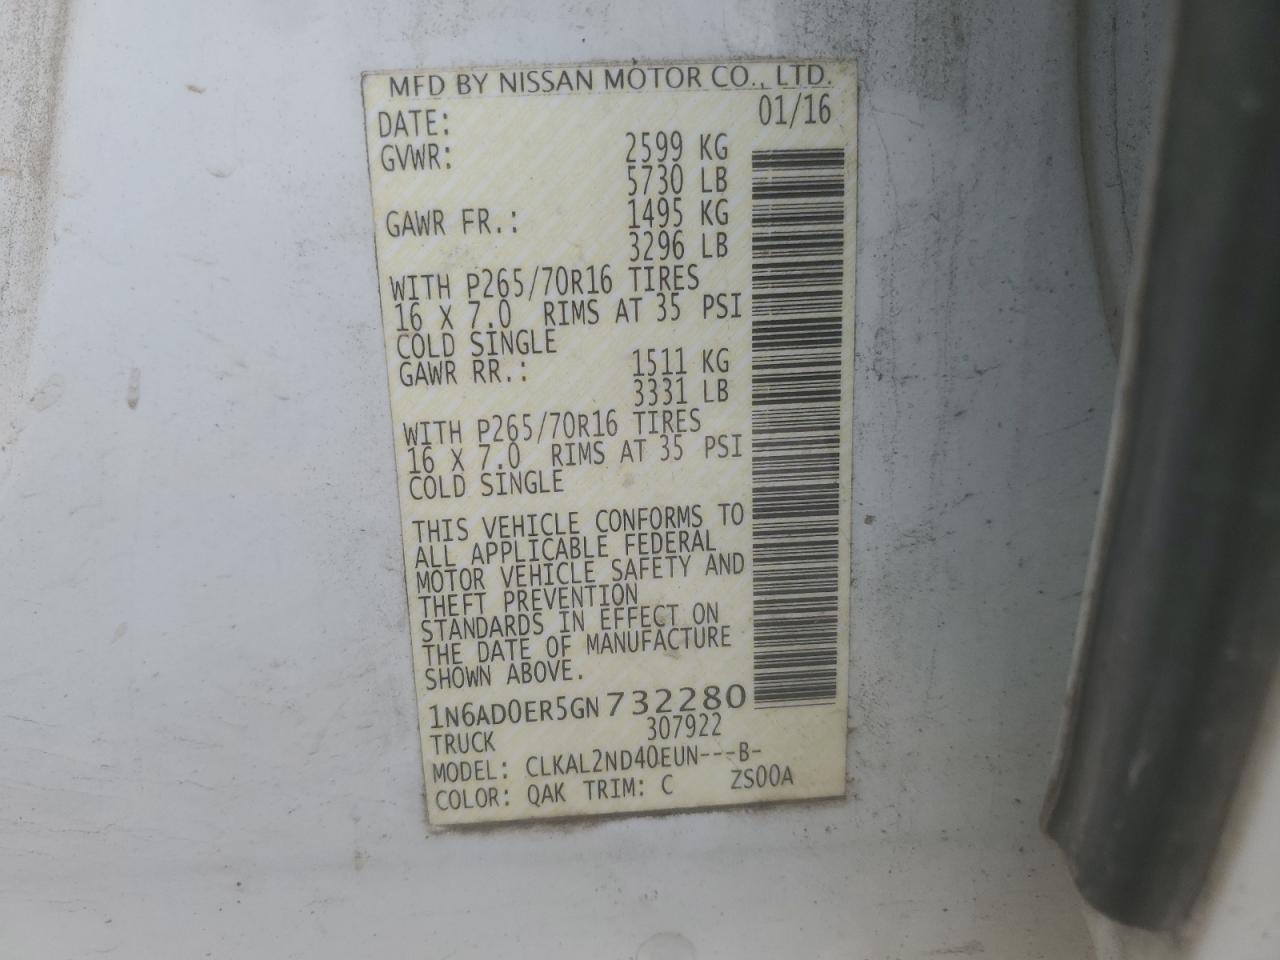 MFD BY NISSAN MOTOR CO., LTD.
DATE: 01/16
GVWR: 2599 KG
5730 LB
GAWR FR.: 1495 KG
3296 LB
WITH P265/70R16 TIRES
16 X 7.0 RIMS AT 35 PSI
COLD SINGLE
GAWR RR.: 1511 KG
3331 LB
WITH P265/70R16 TIRES
16 X 7.0 RIMS AT 35 PSI
COLD SINGLE
THIS VEHICLE CONFORMS TO
ALL APPLICABLE FEDERAL
MOTOR VEHICLE SAFETY AND
THEFT PREVENTION
STANDARDS IN EFFECT ON
THE DATE OF MANUFACTURE
SHOWN ABOVE.
1N6AD0ER5GN732280
TRUCK 307922
MODEL: CLKAL2ND40EUN---B-
COLOR: QAK TRIM: C ZS00A